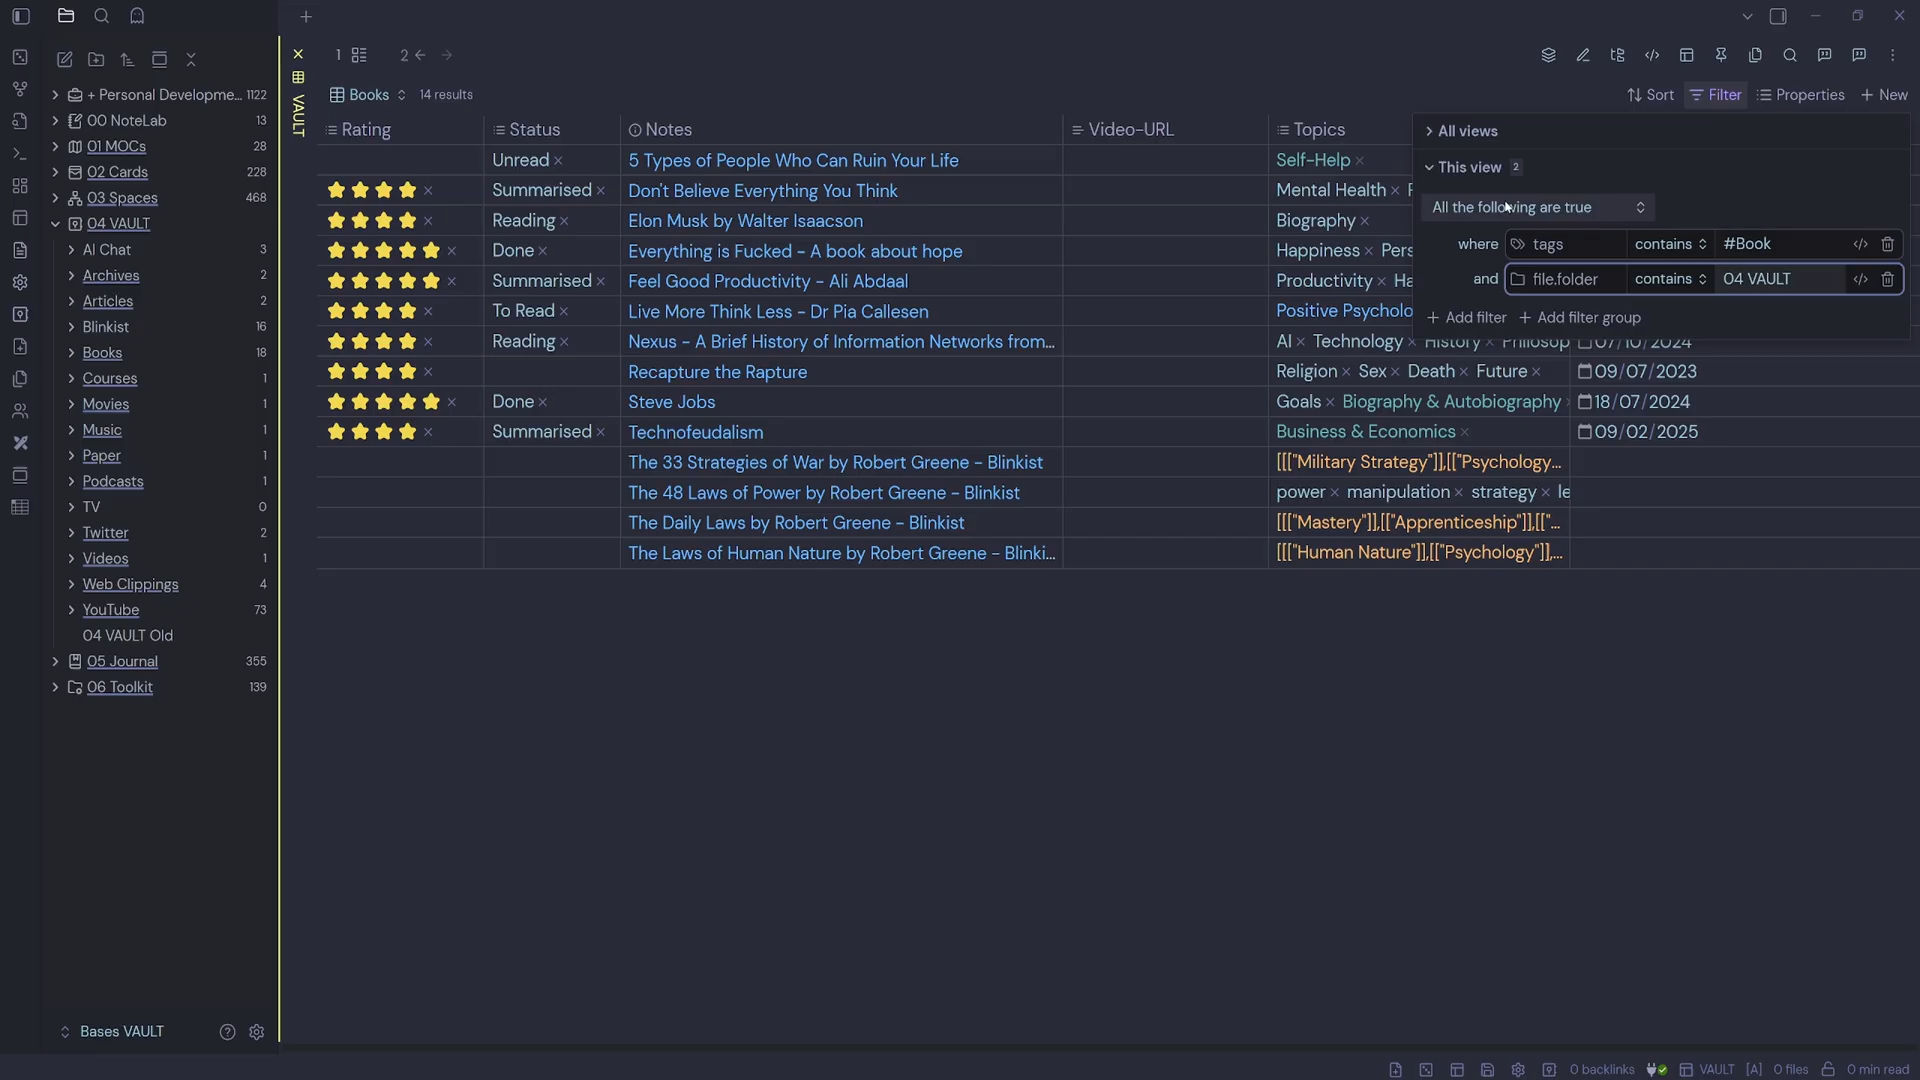 1
2
Books
14 results
Sort
Filter
Properties
New
+ Personal Developme... 1122
00 NoteLab 13
01 MOCs 28
02 Cards 228
03 Spaces 468
04 VAULT
AI Chat 3
Archives 2
Articles 2
Blinkist 16
Books 18
Courses 1
Movies 1
Music 1
Paper 1
Podcasts 1
TV 0
Twitter 2
Videos 1
Web Clippings 4
YouTube 73
04 VAULT Old
05 Journal 355
06 Toolkit 139
Bases VAULT
VAULT
Rating Status Notes Video-URL Topics
Unread × 5 Types of People Who Can Ruin Your Life Self-Help ×
× Summarised × Don't Believe Everything You Think Mental Health ×
× Reading × Elon Musk by Walter Isaacson Biography ×
× Done × Everything is Fucked - A book about hope Happiness × Pers
× Summarised × Feel Good Productivity - Ali Abdaal Productivity × Ha
× To Read × Live More Think Less - Dr Pia Callesen Positive Psycholo
× Reading × Nexus - A Brief History of Information Networks from... AI × Technology × History × Philosop 07/10/2024
× Recapture the Rapture Religion × Sex × Death × Future × 09/07/2023
× Done × Steve Jobs Goals × Biography & Autobiography × 18/07/2024
× Summarised × Technofeudalism Business & Economics × 09/02/2025
The 33 Strategies of War by Robert Greene - Blinkist [[["Military Strategy"]],[["Psychology...
The 48 Laws of Power by Robert Greene - Blinkist power × manipulation × strategy × le
The Daily Laws by Robert Greene - Blinkist [[["Mastery"]],[["Apprenticeship"]],[["...
The Laws of Human Nature by Robert Greene - Blinki... [[["Human Nature"]],[["Psychology"]],...
All views
This view 2
All the following are true
where tags contains #Book
and file.folder contains 04 VAULT
+ Add filter + Add filter group
0 backlinks VAULT [A] 0 files 0 min read